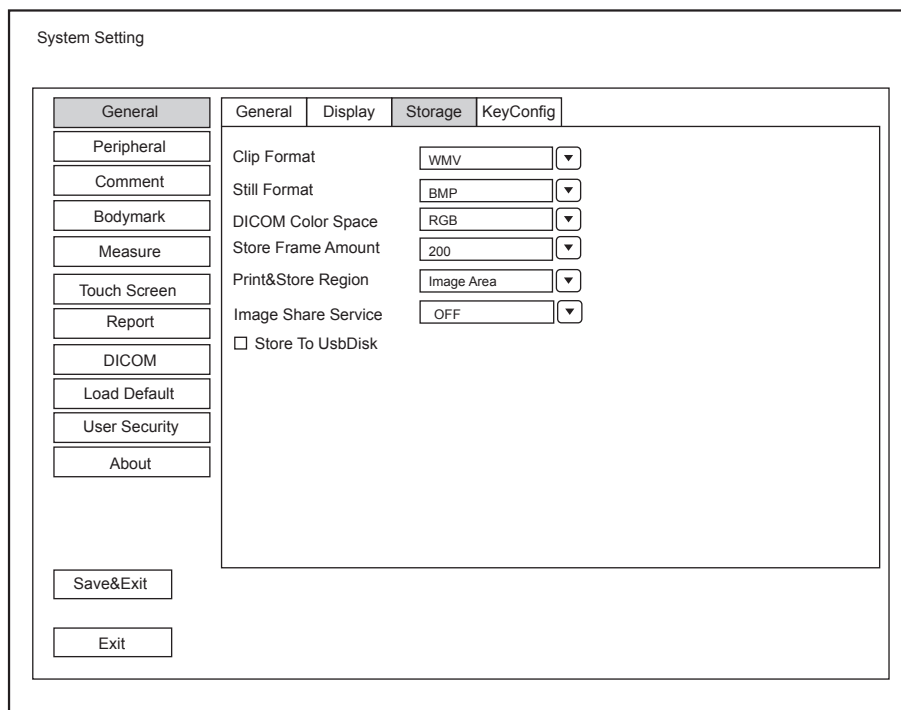 System Setting
General
Peripheral
Comment
Bodymark
Measure
Touch Screen
Report
DICOM
Load Default
User Security
About
Save&Exit
Exit
General Display Storage KeyConfig
Clip Format WMV
Still Format BMP
DICOM Color Space RGB
Store Frame Amount 200
Print&Store Region Image Area
Image Share Service OFF
Store To UsbDisk